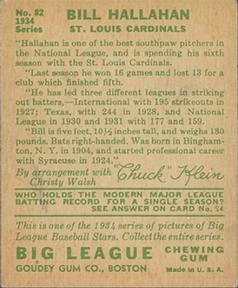 No. 82
1934
Series
BILL HALLAHAN
ST. LOUIS CARDINALS
"Hallahan is one of the best southpaw pitchers in
the National League, and is spending his sixth
season with the St. Louis Cardinals.
"Last season he won 16 games and lost 13 for a
club which finished fifth.
"He has led three different leagues in striking
out batters,—International with 195 strikeouts in
1927; Texas, with 244 in 1928, and National
League in 1930 and 1931 with 177 and 159.
"Bill is five feet, 10½ inches tall, and weighs 180
pounds. Bats right-handed. Was born in Bingham-
ton, N. Y. in 1904, and started professional career
with Syracuse in 1924."
By arrangement with
Christy Walsh
"Chuck" Klein
WHO HOLDS THE MODERN MAJOR LEAGUE
BATTING RECORD FOR A SINGLE SEASON?
SEE ANSWER ON CARD No. 24
This is one of the 1934 series of pictures of Big
League Baseball Stars. Collect the entire series.
BIG LEAGUE CHEWING GUM
GOUDEY GUM CO., BOSTON Made in U. S. A.